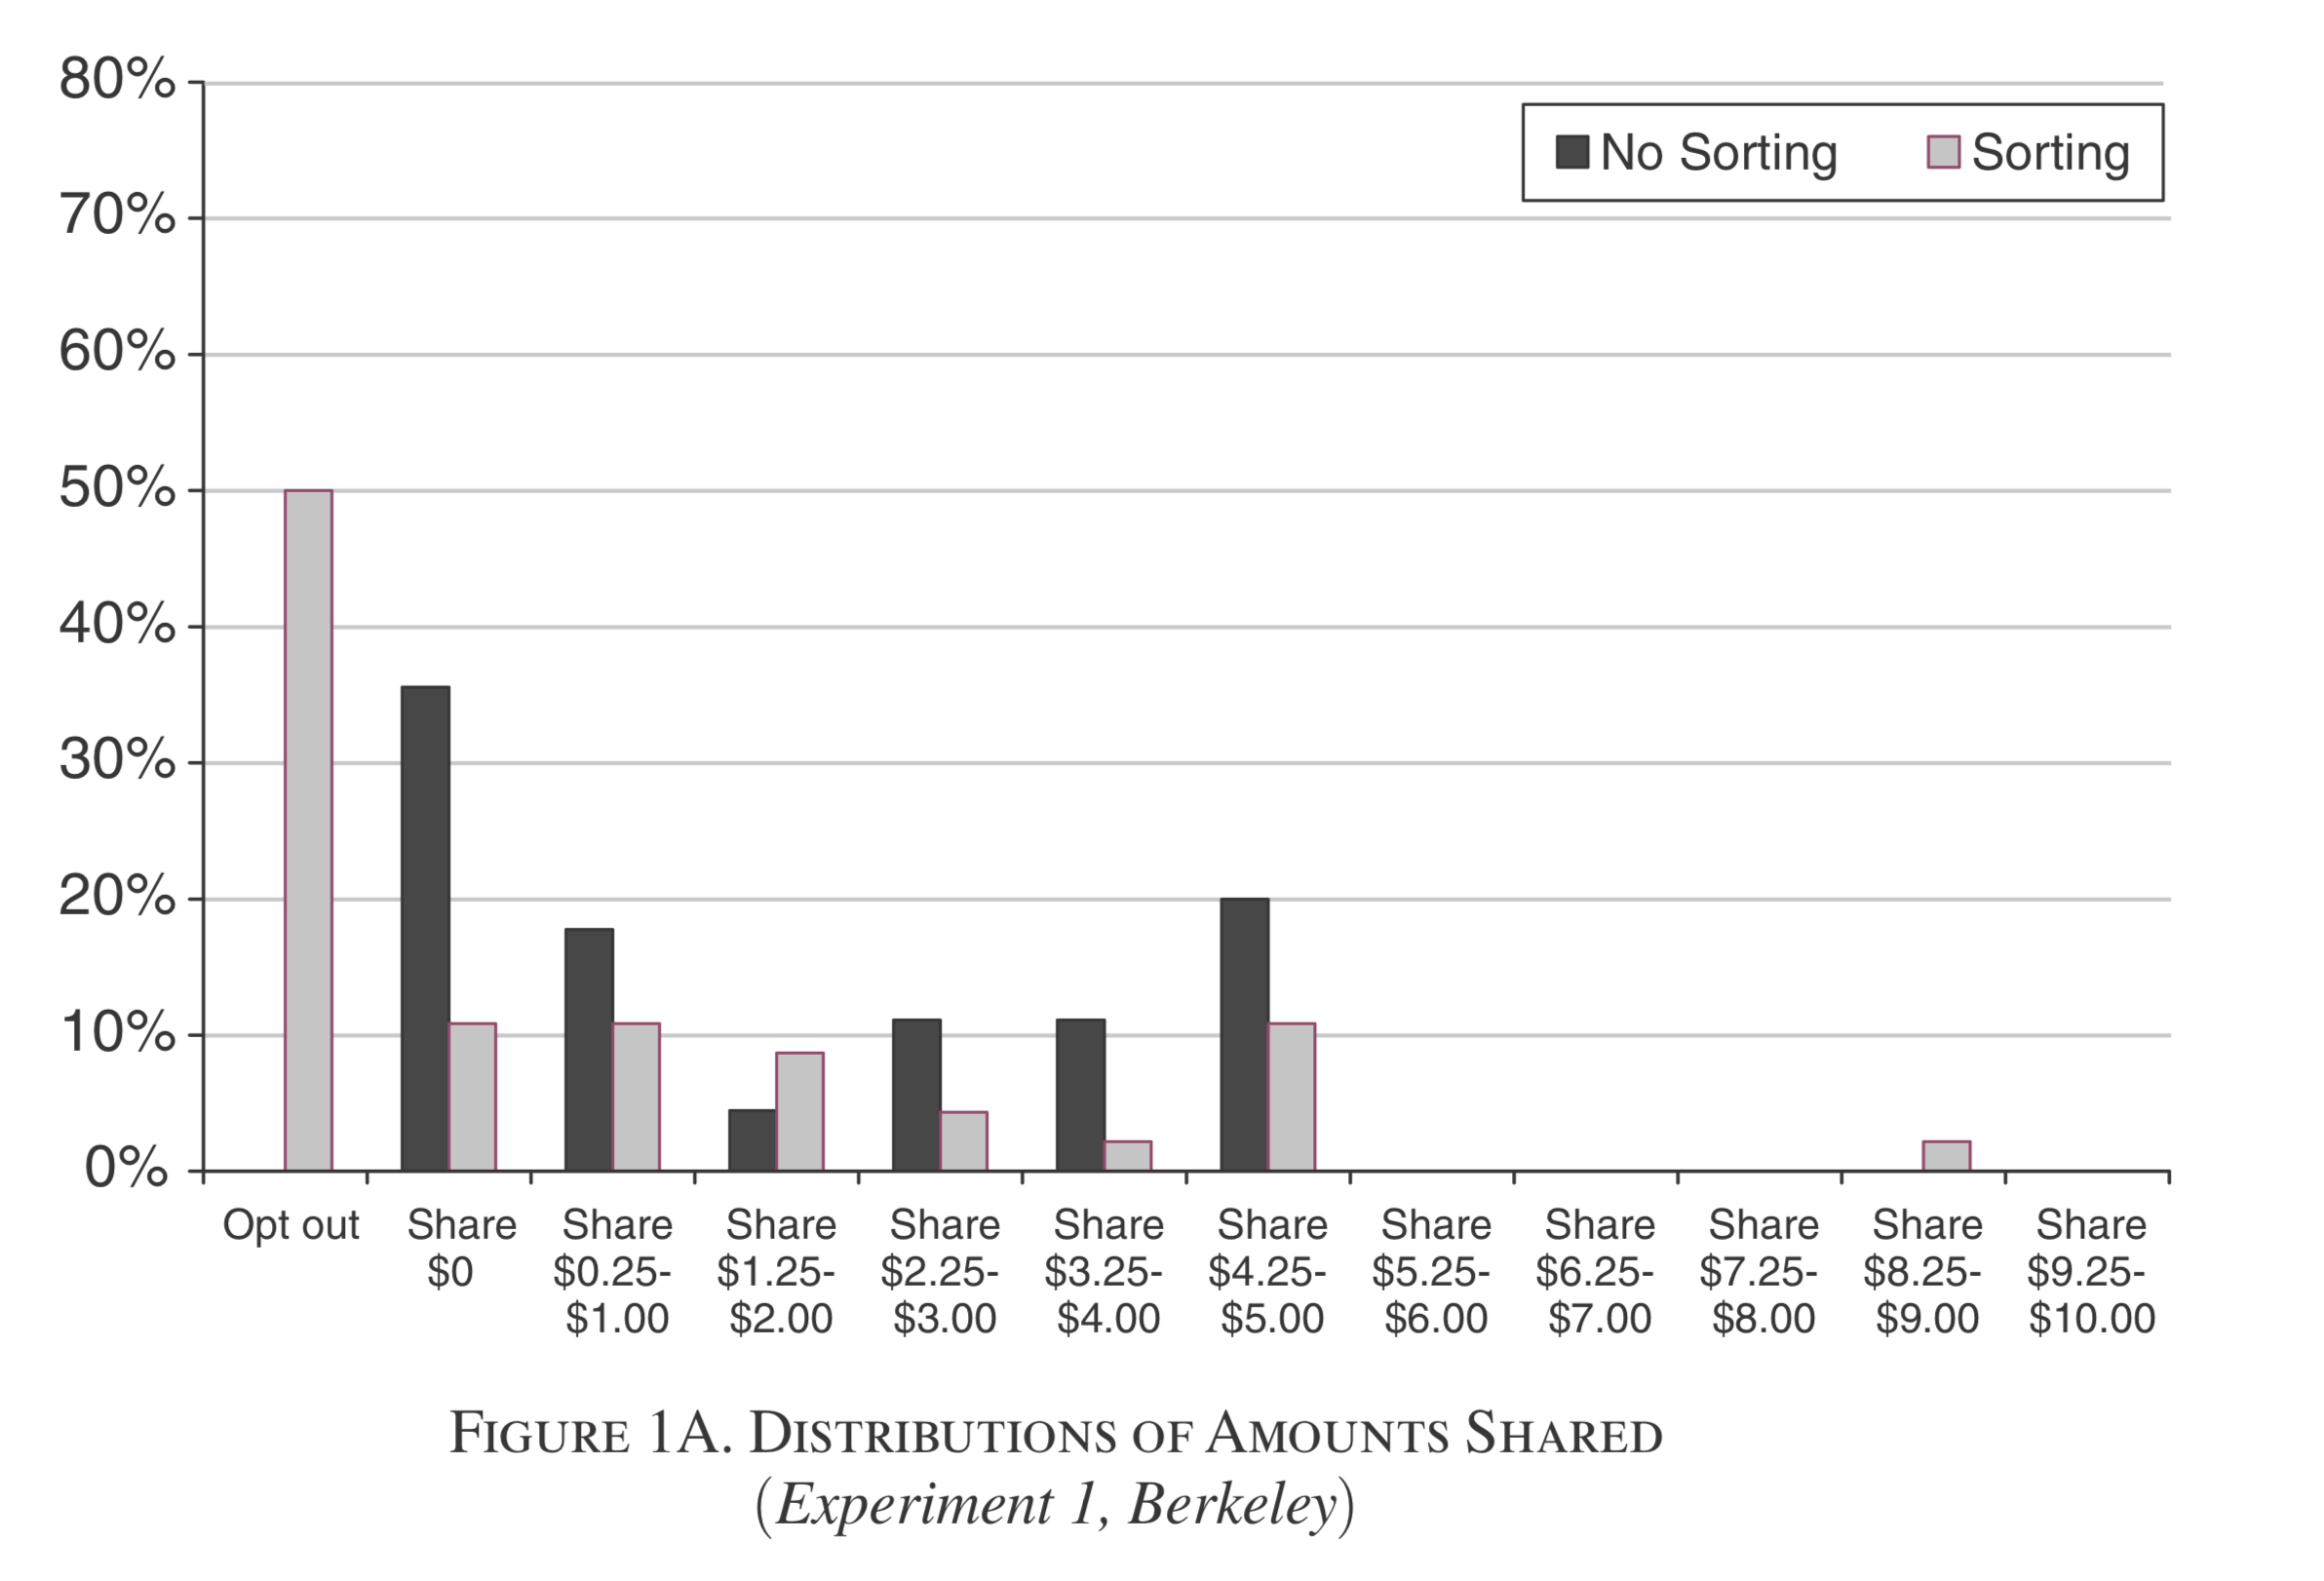 80%
No Sorting Sorting
70%
60%
50%
40%
30%
20%
10%
0%
Opt out Share Share Share Share Share Share Share Share Share Share Share
$0 $0.25- $1.25- $2.25- $3.25- $4.25- $5.25- $6.25- $7.25- $8.25- $9.25-
$1.00 $2.00 $3.00 $4.00 $5.00 $6.00 $7.00 $8.00 $9.00 $10.00
FIGURE 1A. DISTRIBUTIONS OF AMOUNTS SHARED
(Experiment 1, Berkeley)